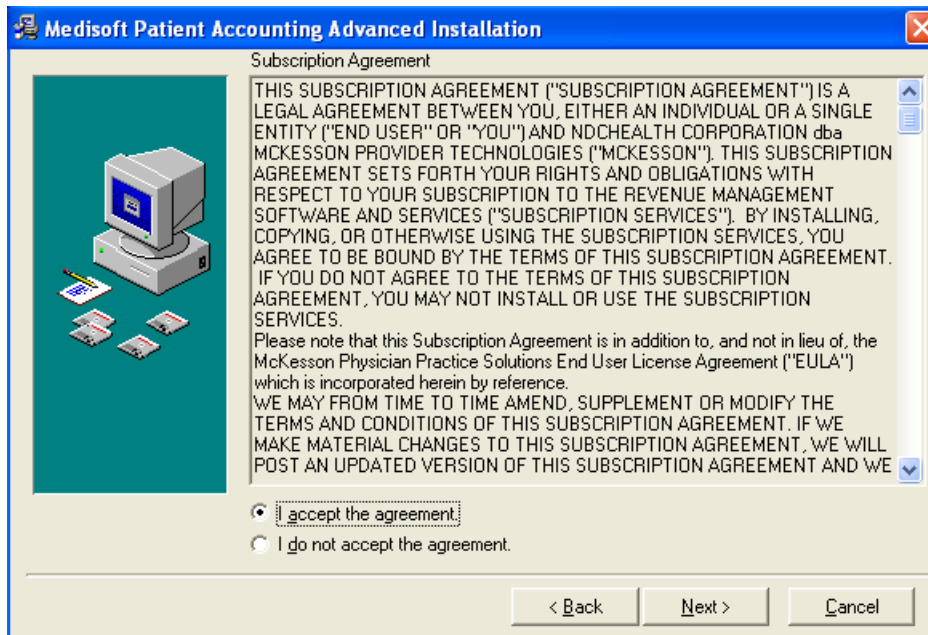 Medisoft Patient Accounting Advanced Installation
Subscription Agreement
THIS SUBSCRIPTION AGREEMENT ("SUBSCRIPTION AGREEMENT") IS A
LEGAL AGREEMENT BETWEEN YOU, EITHER AN INDIVIDUAL OR A SINGLE
ENTITY ("END USER" OR "YOU") AND NDCHEALTH CORPORATION dba
MCKESSON PROVIDER TECHNOLOGIES ("MCKESSON"). THIS SUBSCRIPTION
AGREEMENT SETS FORTH YOUR RIGHTS AND OBLIGATIONS WITH
RESPECT TO YOUR SUBSCRIPTION TO THE REVENUE MANAGEMENT
SOFTWARE AND SERVICES ("SUBSCRIPTION SERVICES"). BY INSTALLING,
COPYING, OR OTHERWISE USING THE SUBSCRIPTION SERVICES, YOU
AGREE TO BE BOUND BY THE TERMS OF THIS SUBSCRIPTION AGREEMENT.
IF YOU DO NOT AGREE TO THE TERMS OF THIS SUBSCRIPTION
AGREEMENT, YOU MAY NOT INSTALL OR USE THE SUBSCRIPTION
SERVICES.
Please note that this Subscription Agreement is in addition to, and not in lieu of, the
McKesson Physician Practice Solutions End User License Agreement ("EULA")
which is incorporated herein by reference.
WE MAY FROM TIME TO TIME AMEND, SUPPLEMENT OR MODIFY THE
TERMS AND CONDITIONS OF THIS SUBSCRIPTION AGREEMENT. IF WE
MAKE MATERIAL CHANGES TO THIS SUBSCRIPTION AGREEMENT, WE WILL
POST AN UPDATED VERSION OF THIS SUBSCRIPTION AGREEMENT AND WE
I accept the agreement.
I do not accept the agreement.
< Back
Next >
Cancel